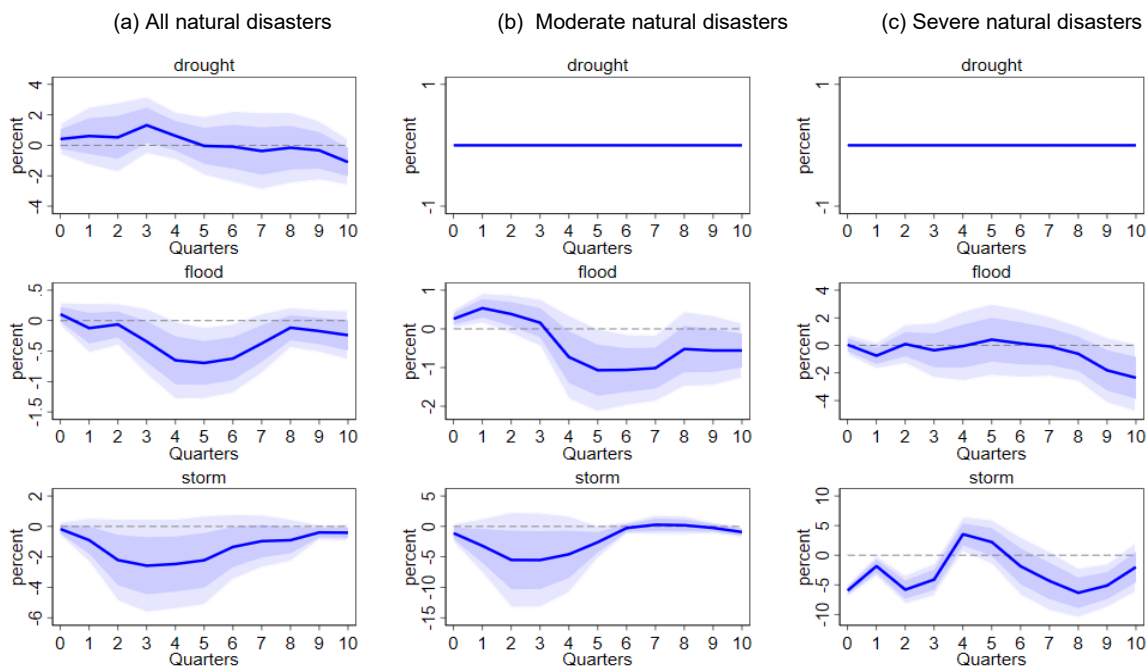 (a) All natural disasters
(b) Moderate natural disasters
(c) Severe natural disasters
drought
percent
4
2
0
-2
-4
0 1 2 3 4 5 6 7 8 9 10
Quarters
drought
percent
1
-1
0 1 2 3 4 5 6 7 8 9 10
Quarters
drought
percent
1
-1
0 1 2 3 4 5 6 7 8 9 10
Quarters
flood
percent
.5
0
-.5
-1
-1.5
0 1 2 3 4 5 6 7 8 9 10
Quarters
flood
percent
1
0
-1
-2
0 1 2 3 4 5 6 7 8 9 10
Quarters
flood
percent
4
2
0
-2
-4
0 1 2 3 4 5 6 7 8 9 10
Quarters
storm
percent
2
0
-2
-4
-6
0 1 2 3 4 5 6 7 8 9 10
Quarters
storm
percent
5
0
-5
-10
-15
0 1 2 3 4 5 6 7 8 9 10
Quarters
storm
percent
10
5
0
-5
-10
0 1 2 3 4 5 6 7 8 9 10
Quarters